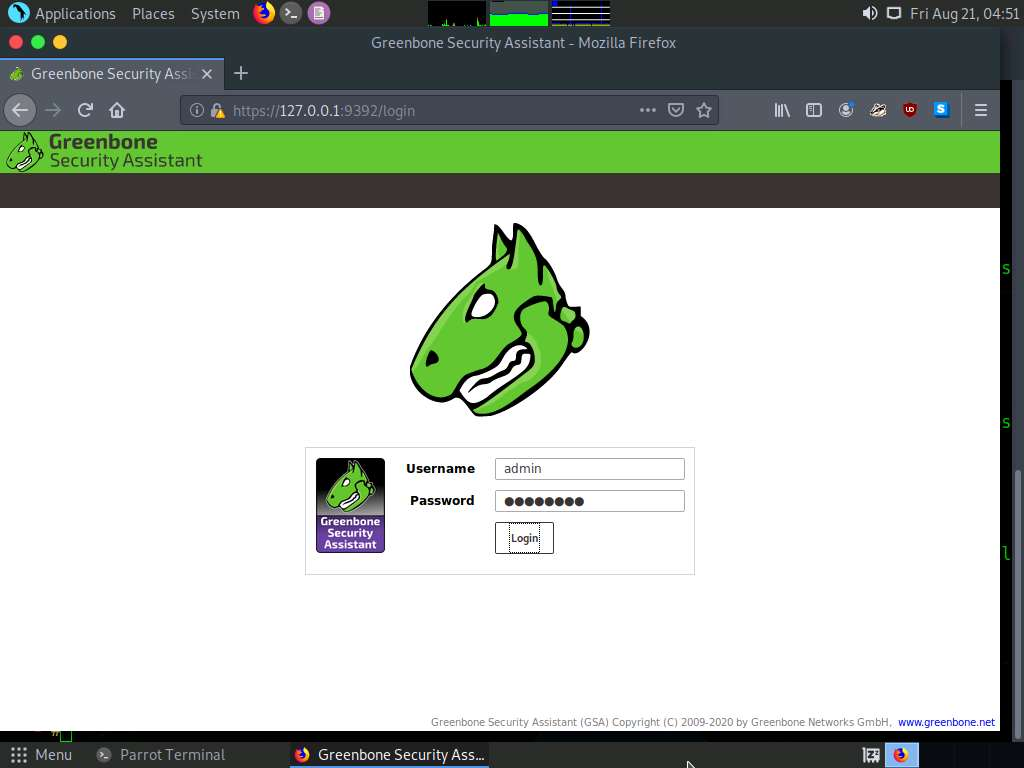 Applications Places System Fri Aug 21, 04:51
Greenbone Security Assistant - Mozilla Firefox
Greenbone Security Assis
https://127.0.0.1:9392/login
Greenbone
Security Assistant
Username admin
Password ●●●●●●●●
Login
Greenbone
Security
Assistant
s
s
l
Greenbone Security Assistant (GSA) Copyright (C) 2009-2020 by Greenbone Networks GmbH, www.greenbone.net
Menu Parrot Terminal Greenbone Security Ass...